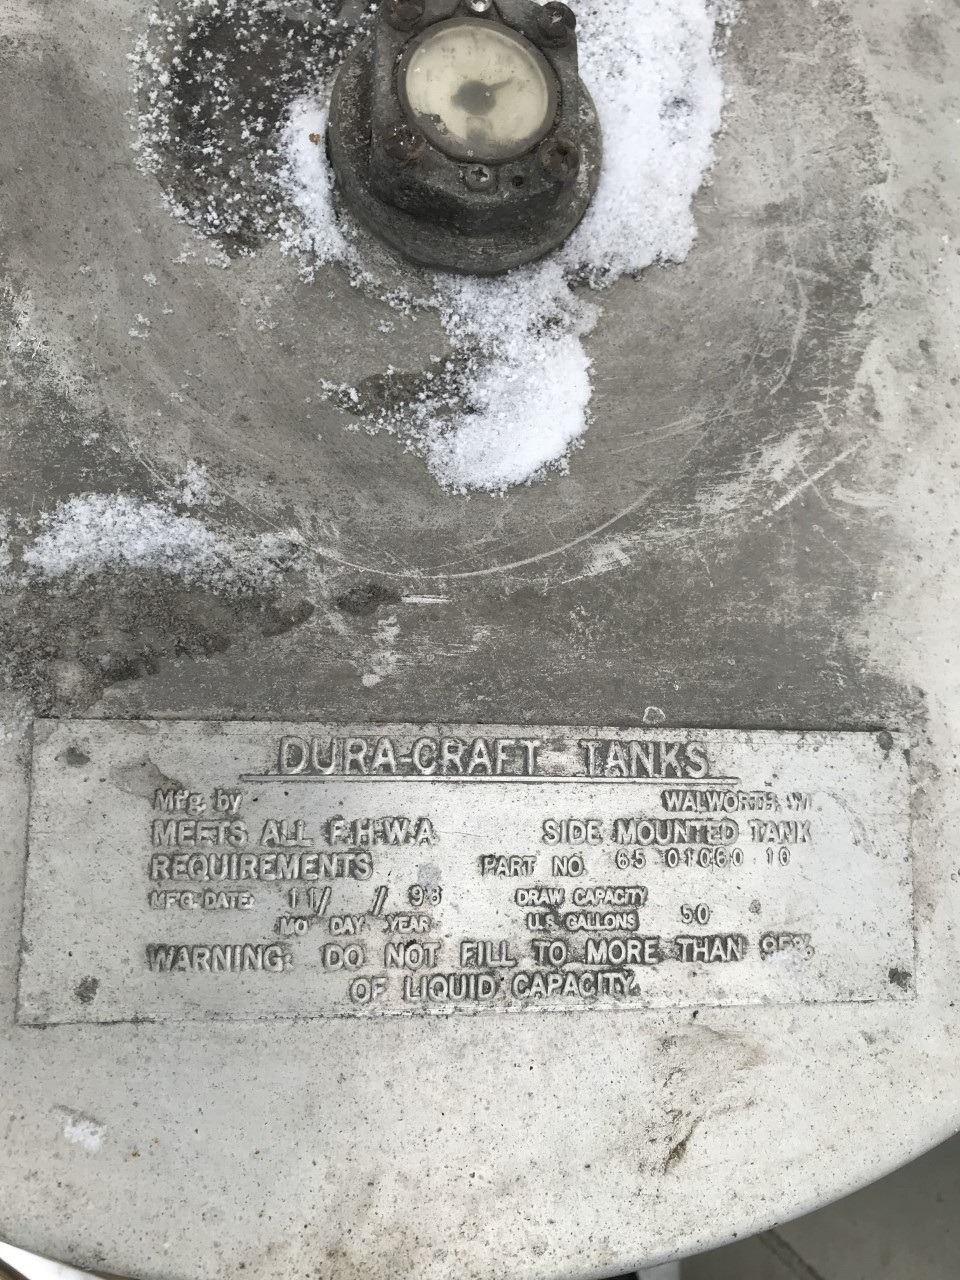 DURA-CRAFT TANKS
Mfg. by WALWORTH, WI.
MEETS ALL F.H.W.A. SIDE MOUNTED TANK
REQUIREMENTS PART NO. 65 01060 10
MFG. DATE: 11/ / 98 DRAW CAPACITY
MO DAY YEAR U.S. GALLONS 50
WARNING: DO NOT FILL TO MORE THAN 95%
OF LIQUID CAPACITY.